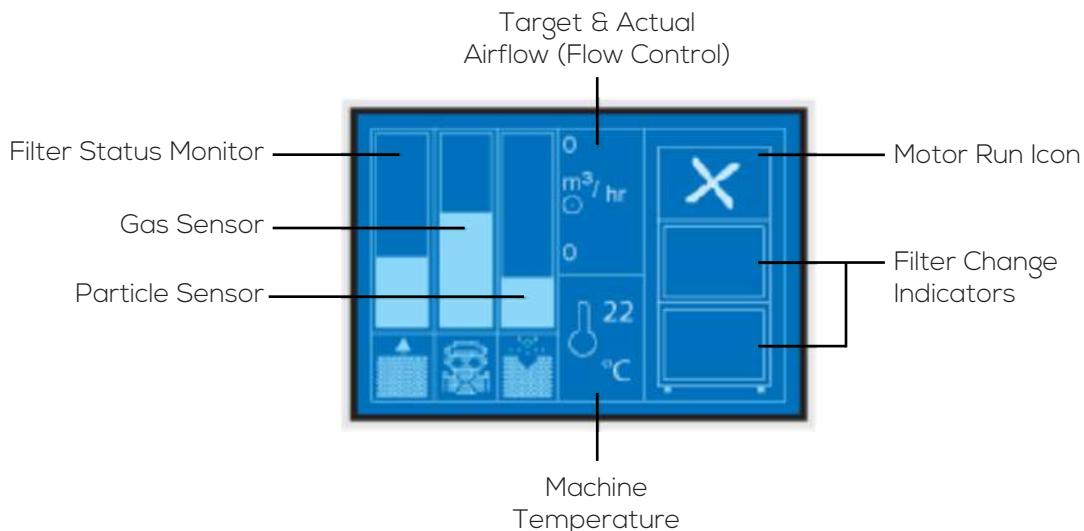 Target & Actual
Airflow (Flow Control)
Filter Status Monitor
Gas Sensor
Particle Sensor
0
m³/ hr
0
22
°C
Motor Run Icon
Filter Change
Indicators
Machine
Temperature